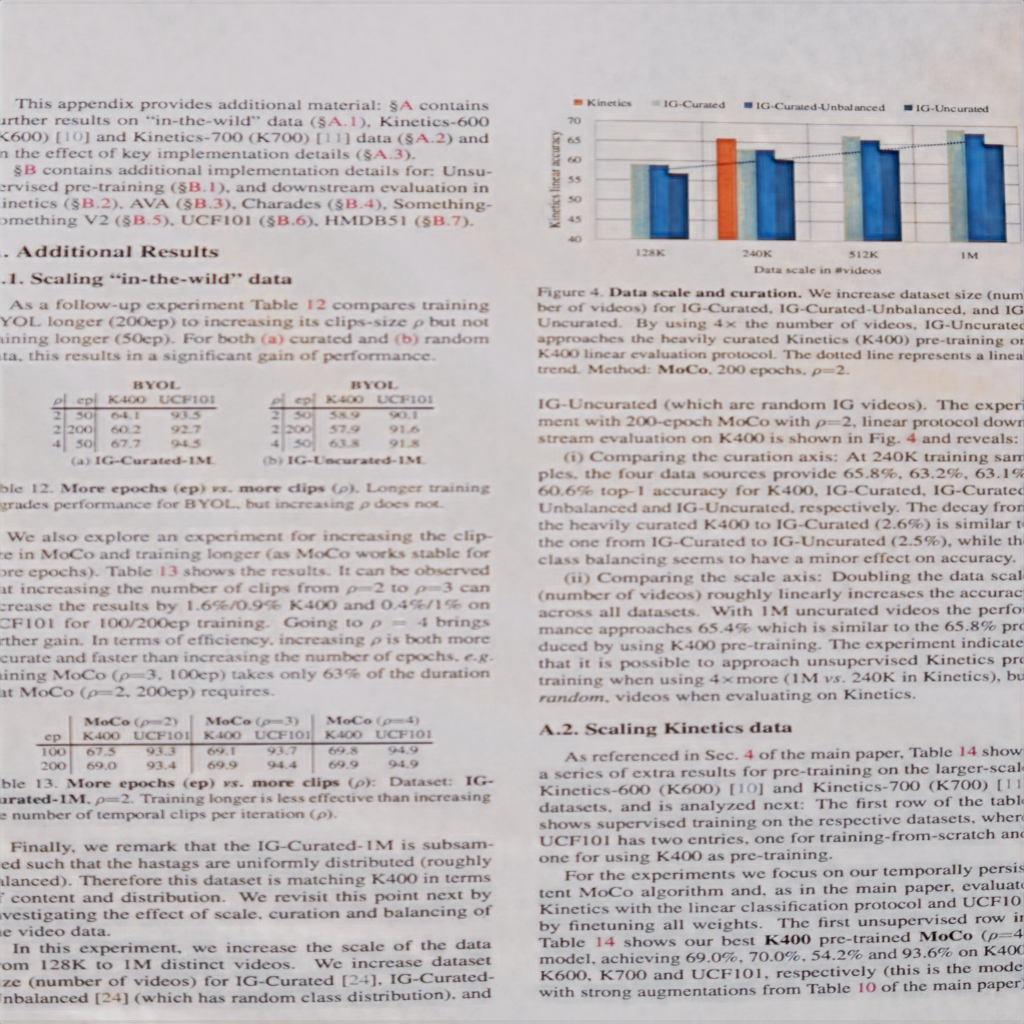 This appendix provides additional material: §A contains
urther results on "in-the-wild" data (§A.1), Kinetics-600
K600) [10] and Kinetics-700 (K700) [11] data (§A.2) and
n the effect of key implementation details (§A.3).
§B contains additional implementation details for: Unsu-
ervised pre-training (§B.1), and downstream evaluation in
inetics (§B.2), AVA (§B.3), Charades (§B.4), Something-
omething V2 (§B.5), UCF101 (§B.6), HMDB51 (§B.7).
. Additional Results
.1. Scaling "in-the-wild" data
As a follow-up experiment Table 12 compares training
YOL longer (200ep) to increasing its clips-size ρ but not
aining longer (50ep). For both (a) curated and (b) random
ta, this results in a significant gain of performance.
BYOL
ρ ep K400 UCF101
2 50 64.1 93.5
2 200 60.2 92.7
4 50 67.7 94.5
(a) IG-Curated-1M.
BYOL
ρ ep K400 UCF101
2 50 58.9 90.1
2 200 57.9 91.6
4 50 63.8 91.8
(b) IG-Uncurated-1M.
ble 12. More epochs (ep) vs. more clips (ρ). Longer training
grades performance for BYOL, but increasing ρ does not.
We also explore an experiment for increasing the clip-
ze in MoCo and training longer (as MoCo works stable for
ore epochs). Table 13 shows the results. It can be observed
at increasing the number of clips from ρ=2 to ρ=3 can
crease the results by 1.6%/0.9% K400 and 0.4%/1% on
CF101 for 100/200ep training. Going to ρ = 4 brings
rther gain. In terms of efficiency, increasing ρ is both more
curate and faster than increasing the number of epochs, e.g.
aining MoCo (ρ=3, 100ep) takes only 63% of the duration
at MoCo (ρ=2, 200ep) requires.
MoCo (ρ=2) MoCo (ρ=3) MoCo (ρ=4)
ep K400 UCF101 K400 UCF101 K400 UCF101
100 67.5 93.3 69.1 93.7 69.8 94.9
200 69.0 93.4 69.9 94.4 69.9 94.9
ble 13. More epochs (ep) vs. more clips (ρ): Dataset: IG-
urated-1M, ρ=2. Training longer is less effective than increasing
e number of temporal clips per iteration (ρ).
Finally, we remark that the IG-Curated-1M is subsam-
ed such that the hastags are uniformly distributed (roughly
alanced). Therefore this dataset is matching K400 in terms
f content and distribution. We revisit this point next by
vestigating the effect of scale, curation and balancing of
e video data.
In this experiment, we increase the scale of the data
om 128K to 1M distinct videos. We increase dataset
ze (number of videos) for IG-Curated [24], IG-Curated-
nbalanced [24] (which has random class distribution), and
Kinetics IG-Curated IG-Curated-Unbalanced IG-Uncurated
Kinetics linear accuracy
70
65
60
55
50
45
40
128K 240K 512K 1M
Data scale in #videos
Figure 4. Data scale and curation. We increase dataset size (num
ber of videos) for IG-Curated, IG-Curated-Unbalanced, and IG
Uncurated. By using 4× the number of videos, IG-Uncurated
approaches the heavily curated Kinetics (K400) pre-training on
K400 linear evaluation protocol. The dotted line represents a linea
trend. Method: MoCo, 200 epochs, ρ=2.
IG-Uncurated (which are random IG videos). The experi
ment with 200-epoch MoCo with ρ=2, linear protocol down
stream evaluation on K400 is shown in Fig. 4 and reveals:
(i) Comparing the curation axis: At 240K training sam
ples, the four data sources provide 65.8%, 63.2%, 63.1%
60.6% top-1 accuracy for K400, IG-Curated, IG-Curated
Unbalanced and IG-Uncurated, respectively. The decay from
the heavily curated K400 to IG-Curated (2.6%) is similar t
the one from IG-Curated to IG-Uncurated (2.5%), while th
class balancing seems to have a minor effect on accuracy.
(ii) Comparing the scale axis: Doubling the data scal
(number of videos) roughly linearly increases the accurac
across all datasets. With 1M uncurated videos the perfo
mance approaches 65.4% which is similar to the 65.8% pro
duced by using K400 pre-training. The experiment indicate
that it is possible to approach unsupervised Kinetics pre
training when using 4×more (1M vs. 240K in Kinetics), bu
random, videos when evaluating on Kinetics.
A.2. Scaling Kinetics data
As referenced in Sec. 4 of the main paper, Table 14 show
a series of extra results for pre-training on the larger-scal
Kinetics-600 (K600) [10] and Kinetics-700 (K700) [11
datasets, and is analyzed next: The first row of the tabl
shows supervised training on the respective datasets, wher
UCF101 has two entries, one for training-from-scratch and
one for using K400 as pre-training.
For the experiments we focus on our temporally persis
tent MoCo algorithm and, as in the main paper, evaluat
Kinetics with the linear classification protocol and UCF10
by finetuning all weights. The first unsupervised row in
Table 14 shows our best K400 pre-trained MoCo (ρ=4
model, achieving 69.0%, 70.0%, 54.2% and 93.6% on K400
K600, K700 and UCF101, respectively (this is the mode
with strong augmentations from Table 10 of the main paper)